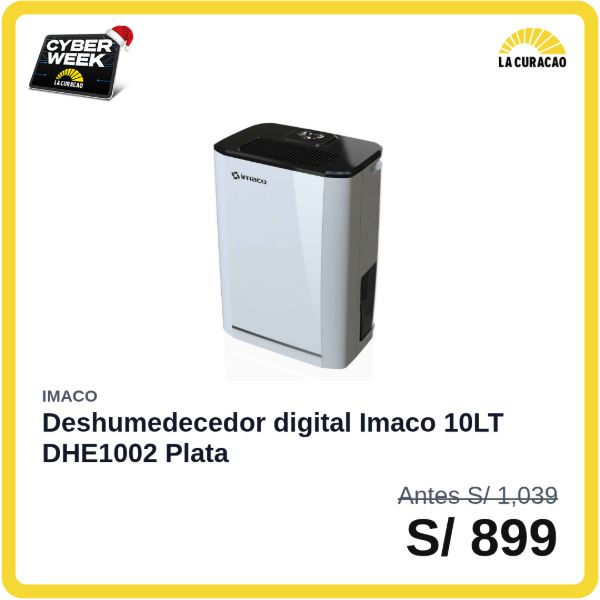 CYBER
WEEK
LA CURACAO
LA CURACAO
imaco
IMACO
Deshumedecedor digital Imaco 10LT
DHE1002 Plata
Antes S/ 1,039
S/ 899